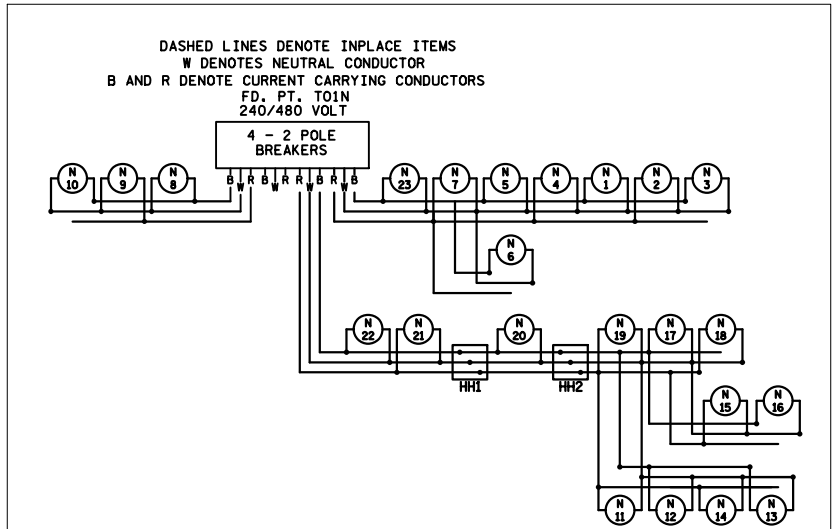 DASHED LINES DENOTE INPLACE ITEMS
W DENOTES NEUTRAL CONDUCTOR
B AND R DENOTE CURRENT CARRYING CONDUCTORS
FD. PT. TO1N
240/480 VOLT
4 - 2 POLE
BREAKERS
B W R B W R R W B R W B
N 10
N 9
N 8
N 23
N 7
N 5
N 4
N 1
N 2
N 3
N 6
N 22
N 21
N 20
N 19
N 17
N 18
HH1
HH2
N 15
N 16
N 11
N 12
N 14
N 13